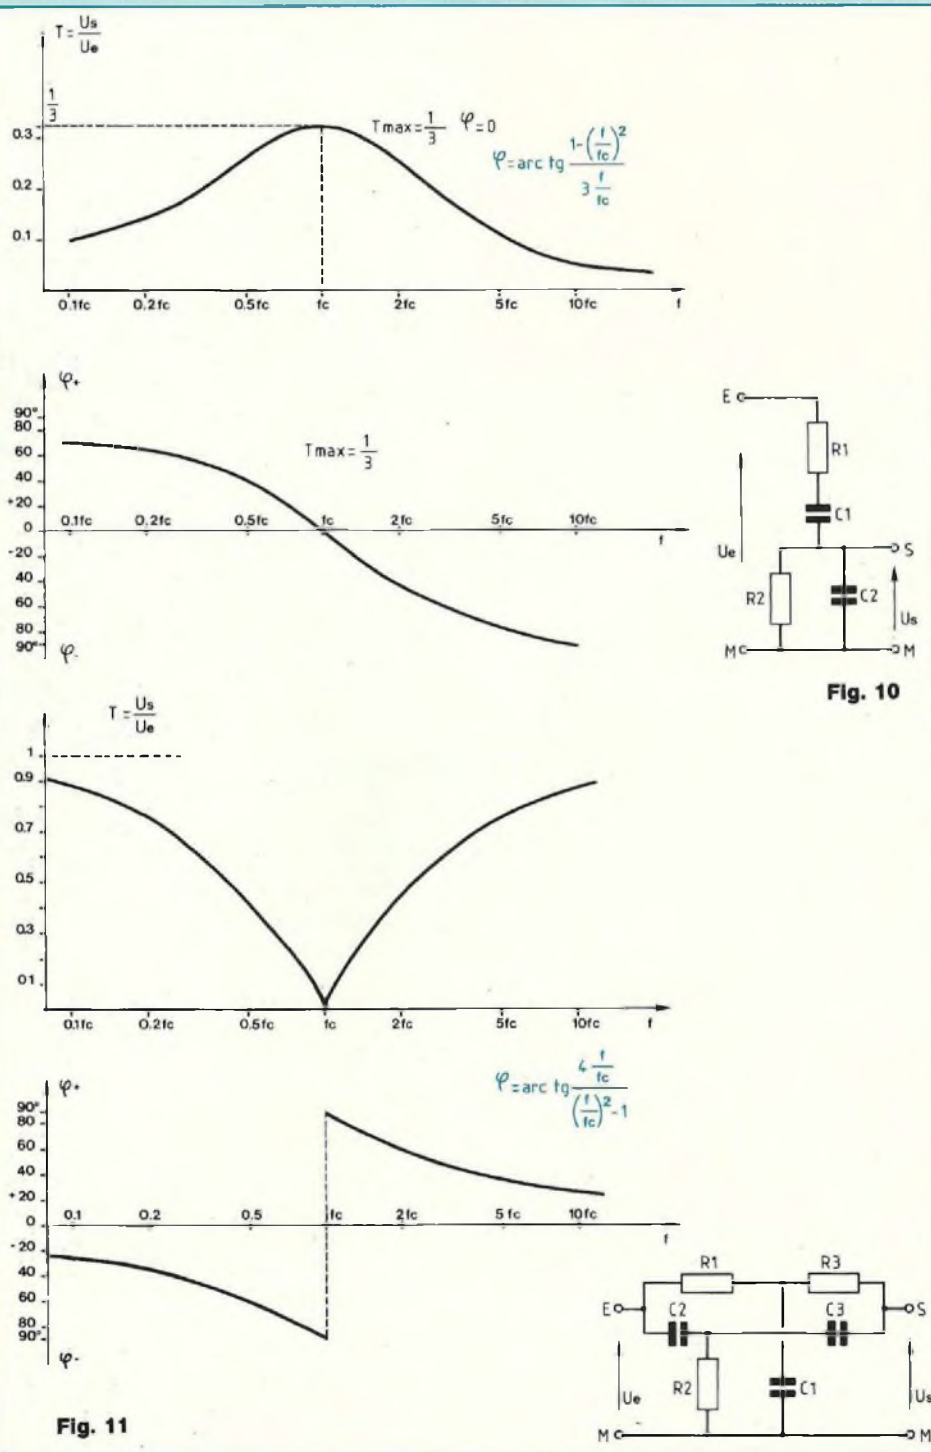 T = Us/Ue
1/3
Tmax = 1/3 φ=0
φ = arc tg (1-(f/fc)²)/(3 f/fc)
0.3
0.2
0.1
0.1fc 0.2fc 0.5fc fc 2fc 5fc 10fc f
φ+
90°
80
60
40
+20
0
-20
40
60
80
90°
φ-
Tmax = 1/3
0.1fc 0.2fc 0.5fc fc 2fc 5fc 10fc
f
E
R1
C1
Ue
S
R2
C2
Us
M
M
Fig. 10
T = Us/Ue
1
0.9
0.7
0.5
0.3
0.1
0.1fc 0.2fc 0.5fc fc 2fc 5fc 10fc f
φ+
φ = arc tg (4 f/fc)/((f/fc)²-1)
90°
80
60
40
+20
0
-20
40
60
80
90°
φ-
0.1 0.2 0.5 fc 2fc 5fc 10fc
f
R1 R3
E
C2 C3
S
R2
C1
Ue
Us
M
M
Fig. 11